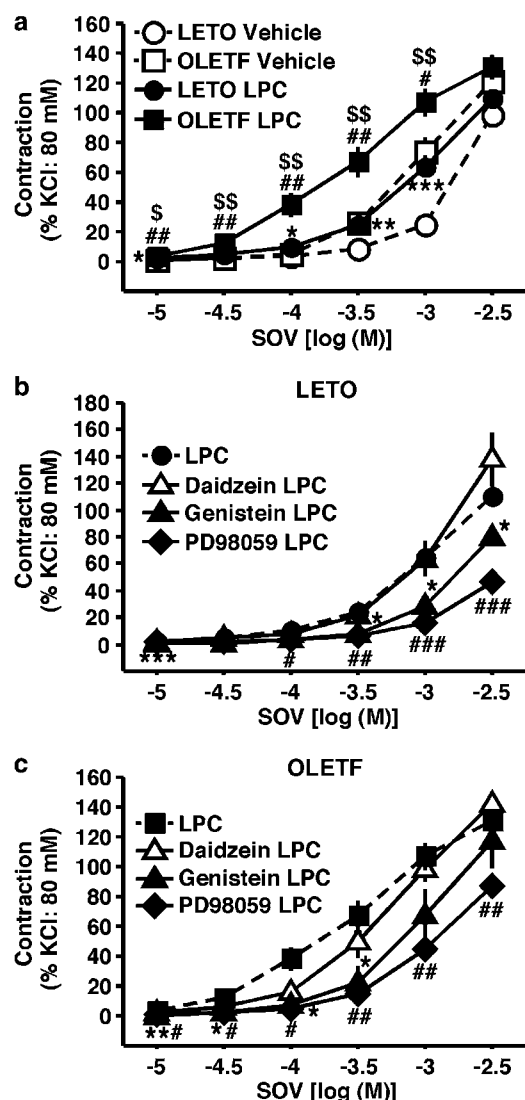 a
LETO Vehicle
OLETF Vehicle
LETO LPC
OLETF LPC
Contraction
(% KCl: 80 mM)
160
140
120
100
80
60
40
20
0
$
##
*
$$
##
$$
##
*
$$
##
**
$$
#
***
-5
-4.5
-4
-3.5
-3
-2.5
SOV [log (M)]
b
LETO
LPC
Daidzein LPC
Genistein LPC
PD98059 LPC
Contraction
(% KCl: 80 mM)
180
160
140
120
100
80
60
40
20
0
***
#
*
##
*
###
*
###
-5
-4.5
-4
-3.5
-3
-2.5
SOV [log (M)]
c
OLETF
LPC
Daidzein LPC
Genistein LPC
PD98059 LPC
Contraction
(% KCl: 80 mM)
160
140
120
100
80
60
40
20
0
**#
*#
#
*
*
##
##
##
-5
-4.5
-4
-3.5
-3
-2.5
SOV [log (M)]